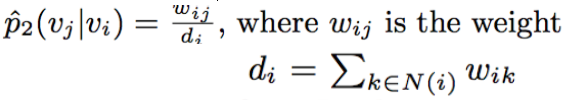 p̂₂(vⱼ|vᵢ) = wᵢⱼ/dᵢ, where wᵢⱼ is the weight
dᵢ = ∑ₖ∈N(i) wᵢₖ